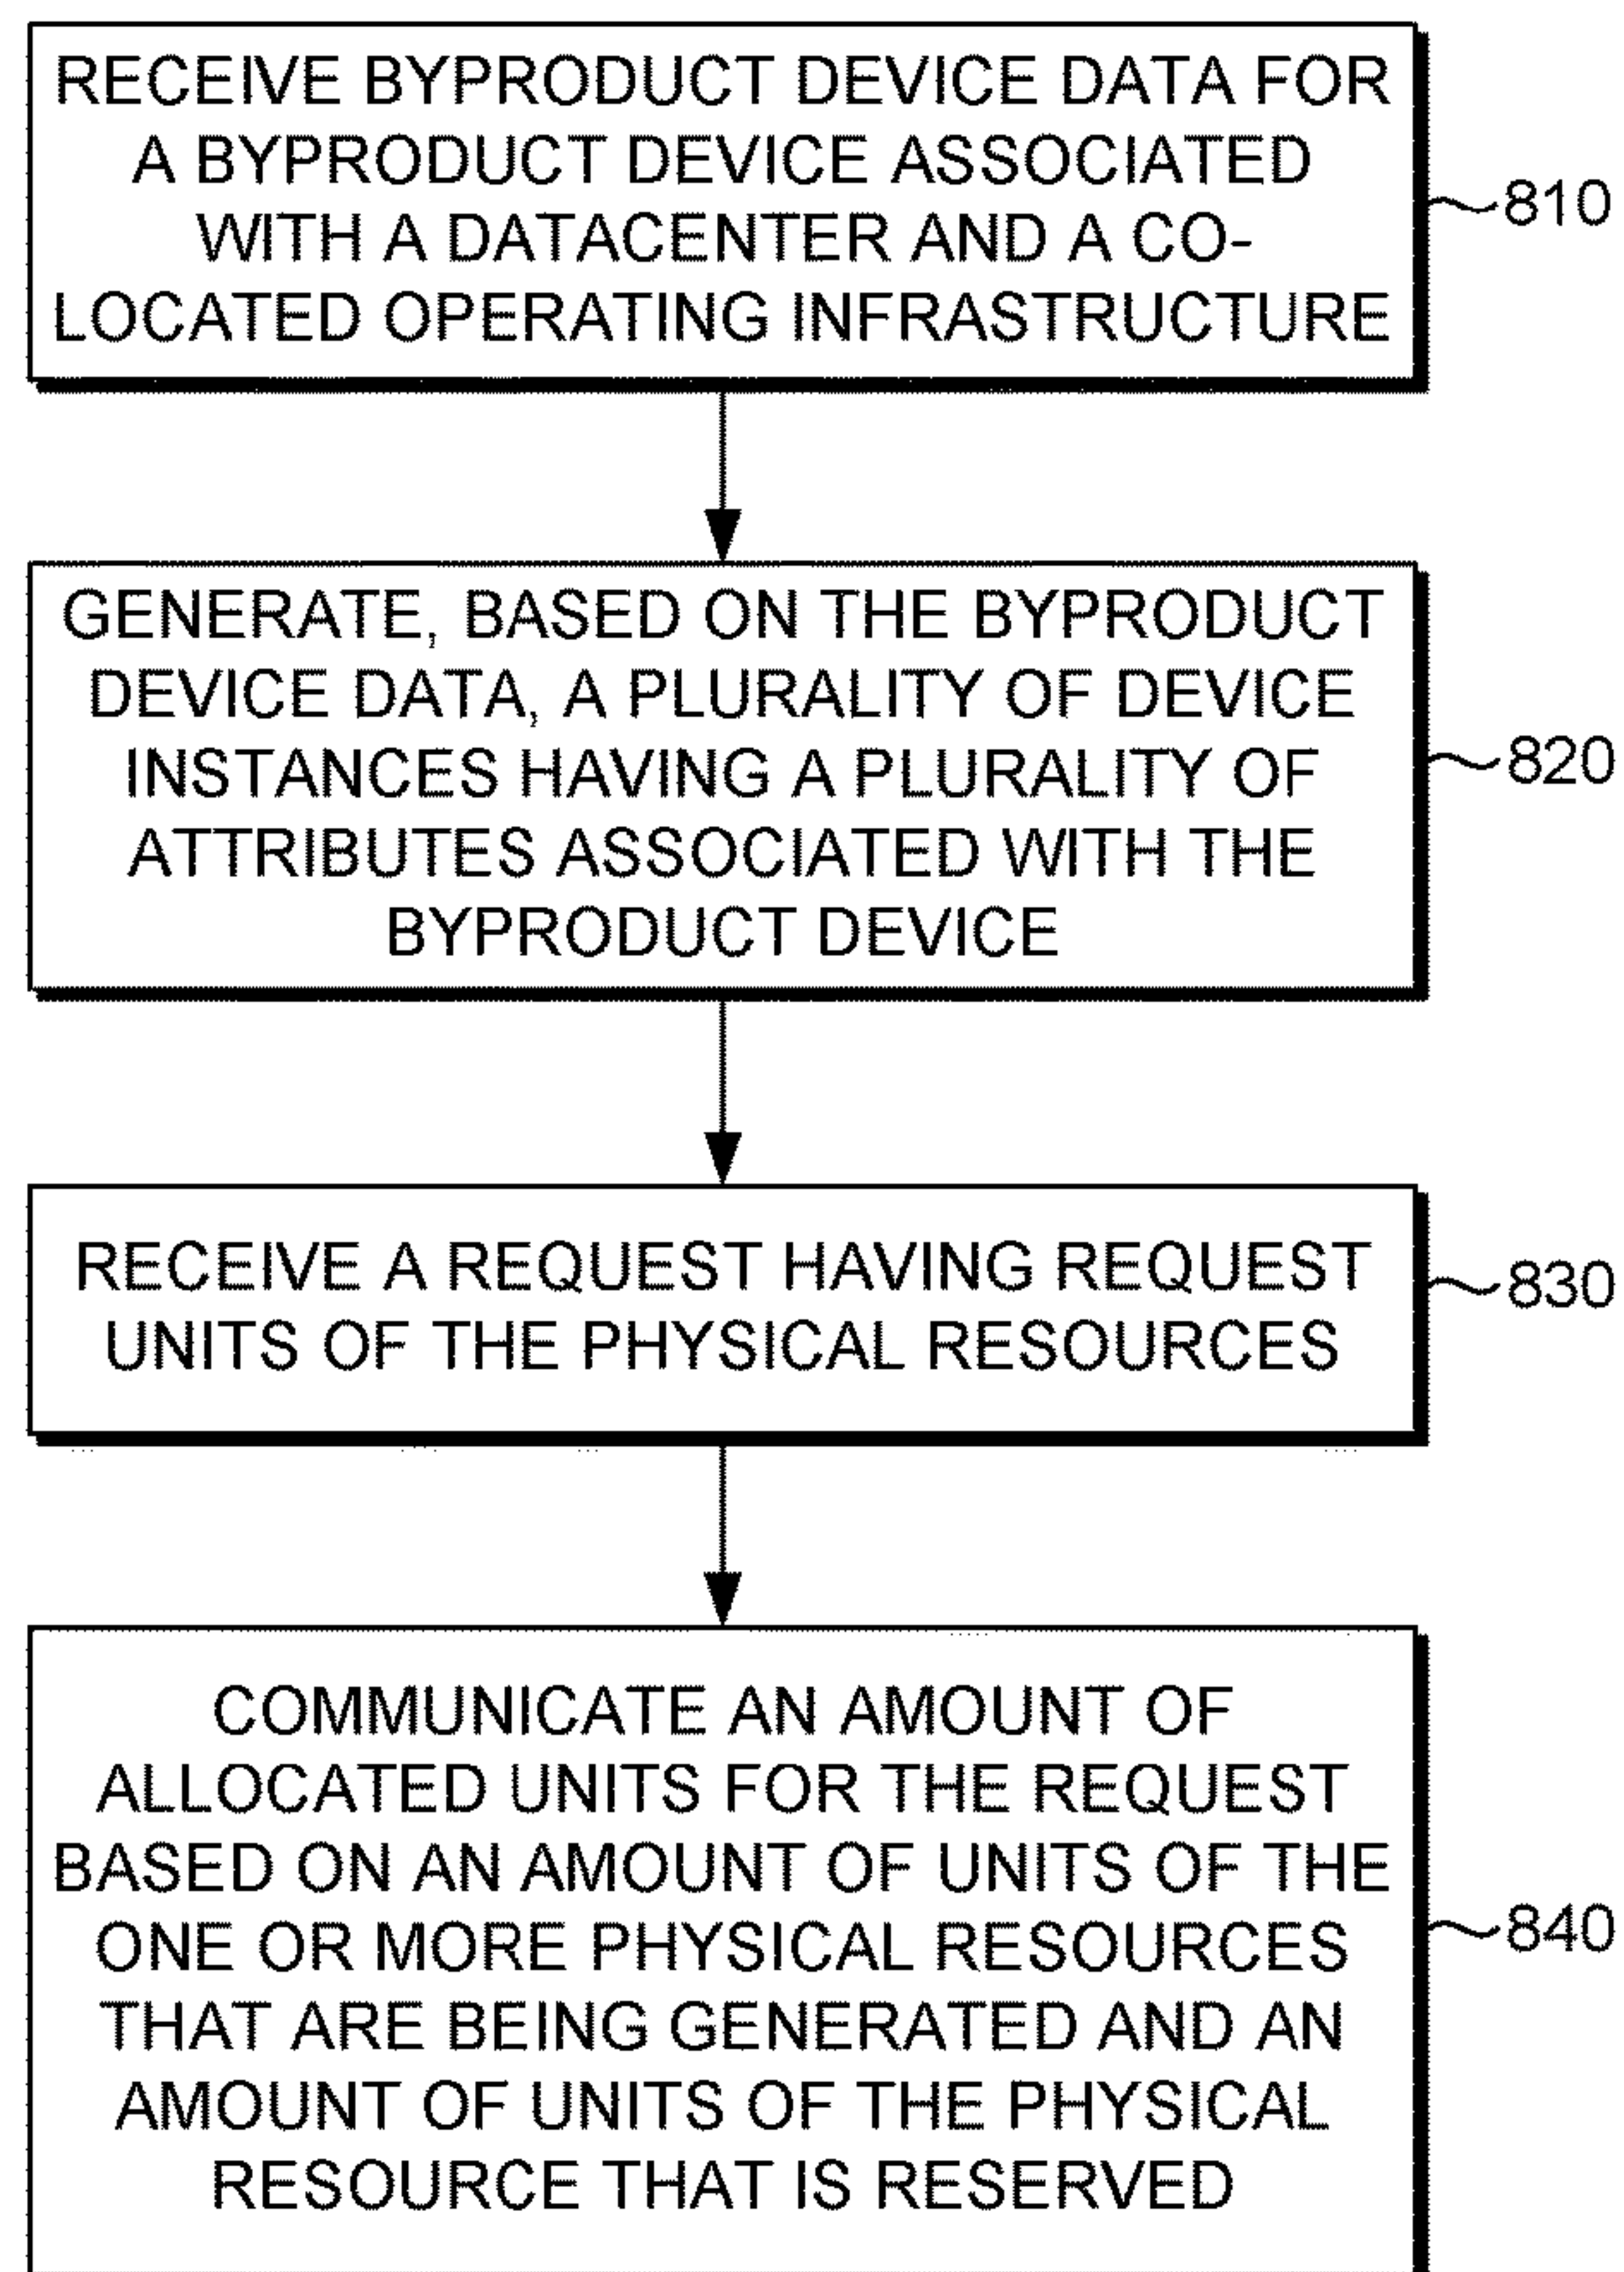 RECEIVE BYPRODUCT DEVICE DATA FOR
A BYPRODUCT DEVICE ASSOCIATED
WITH A DATACENTER AND A CO-
LOCATED OPERATING INFRASTRUCTURE
810
GENERATE, BASED ON THE BYPRODUCT
DEVICE DATA, A PLURALITY OF DEVICE
INSTANCES HAVING A PLURALITY OF
ATTRIBUTES ASSOCIATED WITH THE
BYPRODUCT DEVICE
820
RECEIVE A REQUEST HAVING REQUEST
UNITS OF THE PHYSICAL RESOURCES
830
COMMUNICATE AN AMOUNT OF
ALLOCATED UNITS FOR THE REQUEST
BASED ON AN AMOUNT OF UNITS OF THE
ONE OR MORE PHYSICAL RESOURCES
THAT ARE BEING GENERATED AND AN
AMOUNT OF UNITS OF THE PHYSICAL
RESOURCE THAT IS RESERVED
840